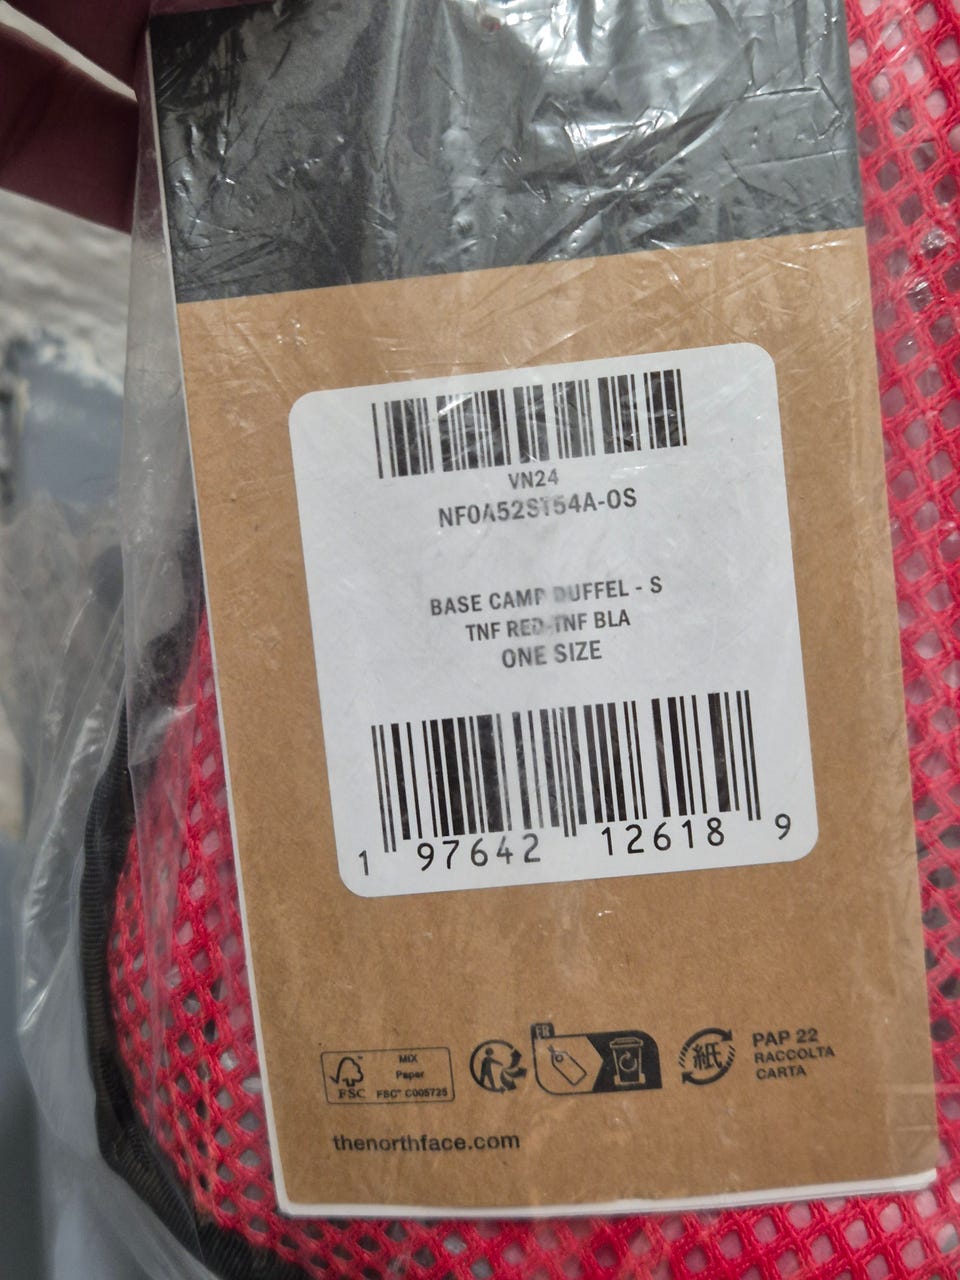 VN24
NF0A52ST54A-OS
BASE CAMP DUFFEL - S
TNF RED-TNF BLA
ONE SIZE
1 97642 12618 9
FSC™
MIX
Paper
FSC® C005725
FR
紙
PAP 22
RACCOLTA
CARTA
thenorthface.com